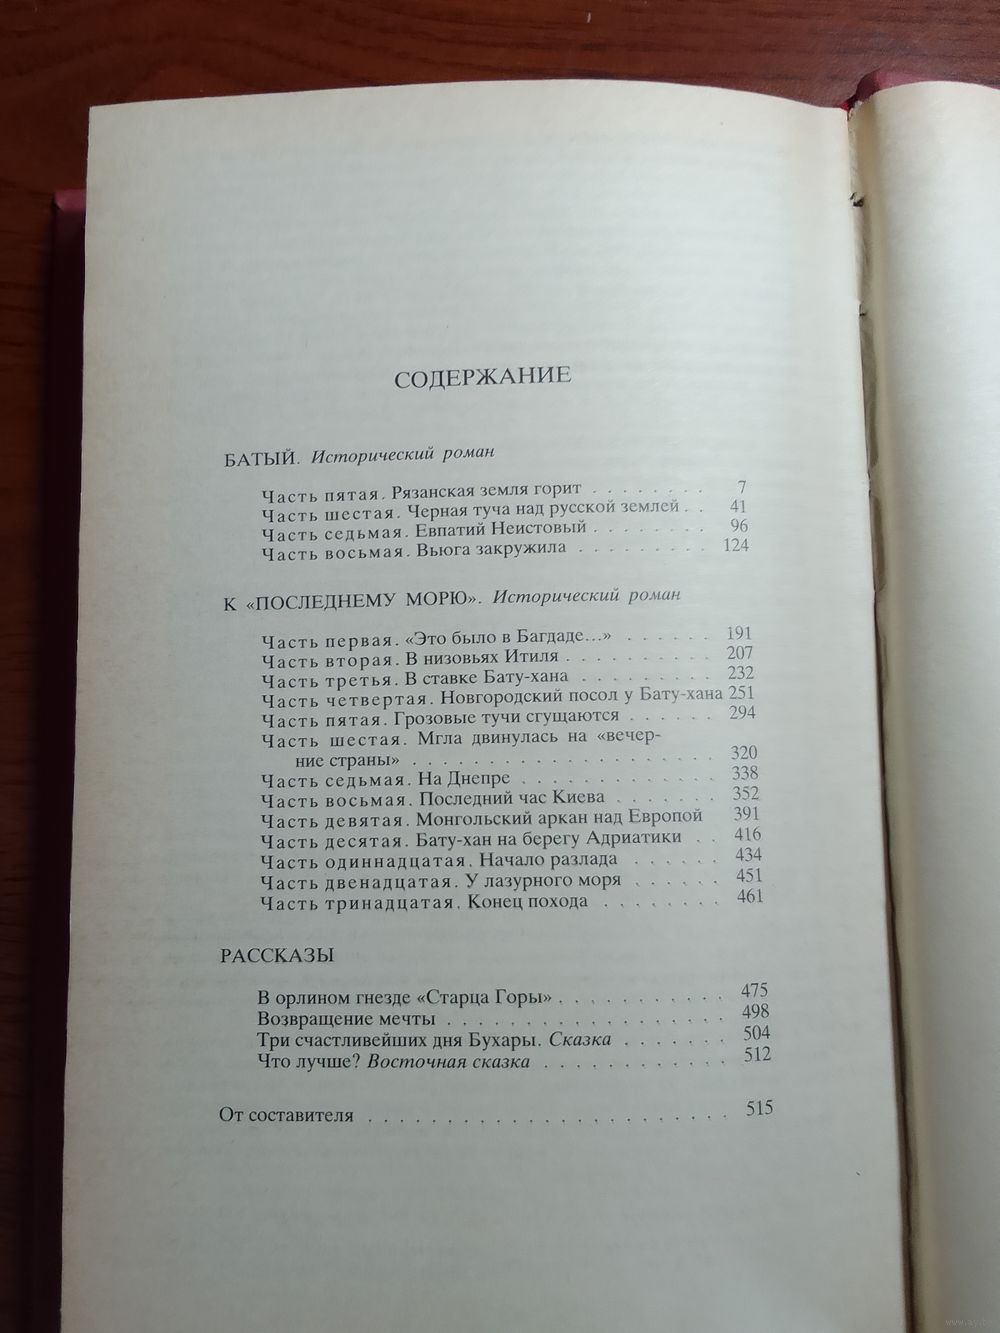 СОДЕРЖАНИЕ
БАТЫЙ. Исторический роман
Часть пятая. Рязанская земля горит . . . . . . . . 7
Часть шестая. Черная туча над русской землей . . 41
Часть седьмая. Евпатий Неистовый . . . . . . . . 96
Часть восьмая. Вьюга закружила . . . . . . . . . 124
К «ПОСЛЕДНЕМУ МОРЮ». Исторический роман
Часть первая. «Это было в Багдаде...» . . . . . . 191
Часть вторая. В низовьях Итиля . . . . . . . . . 207
Часть третья. В ставке Бату-хана . . . . . . . . 232
Часть четвертая. Новгородский посол у Бату-хана 251
Часть пятая. Грозовые тучи сгущаются . . . . . . 294
Часть шестая. Мгла двинулась на «вечер-
ние страны» . . . . . . . . . . . . . . . . . . . 320
Часть седьмая. На Днепре . . . . . . . . . . . . 338
Часть восьмая. Последний час Киева . . . . . . . 352
Часть девятая. Монгольский аркан над Европой 391
Часть десятая. Бату-хан на берегу Адриатики . . 416
Часть одиннадцатая. Начало разлада . . . . . . 434
Часть двенадцатая. У лазурного моря . . . . . . 451
Часть тринадцатая. Конец похода . . . . . . . . 461
РАССКАЗЫ
В орлином гнезде «Старца Горы» . . . . . . . . . . 475
Возвращение мечты . . . . . . . . . . . . . . . . 498
Три счастливейших дня Бухары. Сказка . . . . . . . 504
Что лучше? Восточная сказка . . . . . . . . . . . 512
От составителя . . . . . . . . . . . . . . . . . . . 515